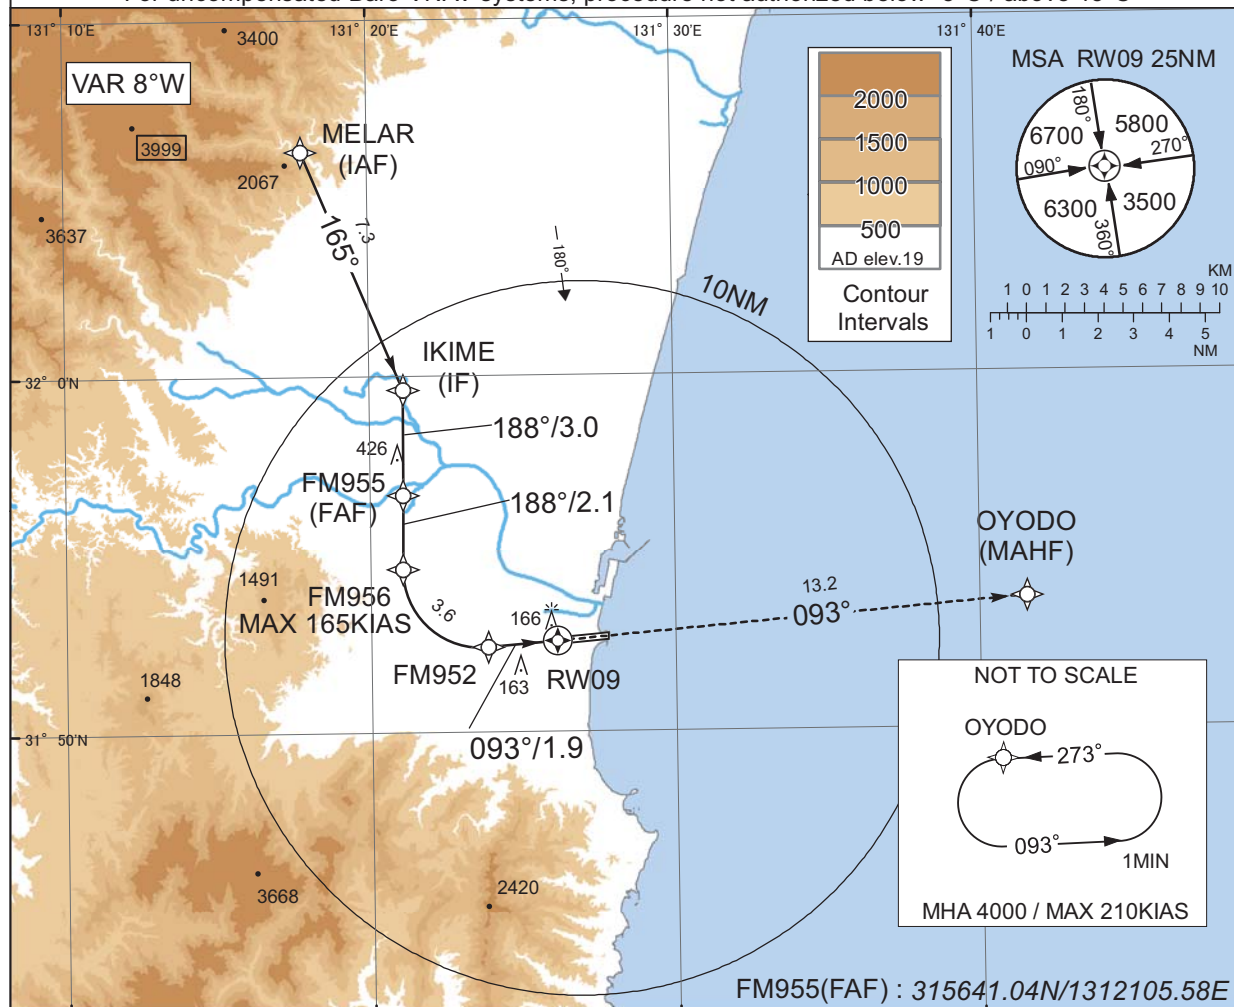 131° 10'E
131° 20'E
131° 30'E
131° 40'E
3400
VAR 8°W
3999
MELAR
(IAF)
2067
3637
165°
7.3
180°
10NM
2000
1500
1000
500
AD elev.19
Contour
Intervals
MSA RW09 25NM
180°
6700
5800
090°
270°
6300
3500
360°
KM
1 0 1 2 3 4 5 6 7 8 9 10
1 0 1 2 3 4 5
NM
IKIME
(IF)
32° 0'N
188°/3.0
426
FM955
(FAF)
188°/2.1
OYODO
(MAHF)
1491
FM956
MAX 165KIAS
3.6
166
13.2
093°
FM952
163
RW09
1848
31° 50'N
093°/1.9
NOT TO SCALE
OYODO
273°
093°
1MIN
MHA 4000 / MAX 210KIAS
3668
2420
FM955(FAF) : 315641.04N/1312105.58E